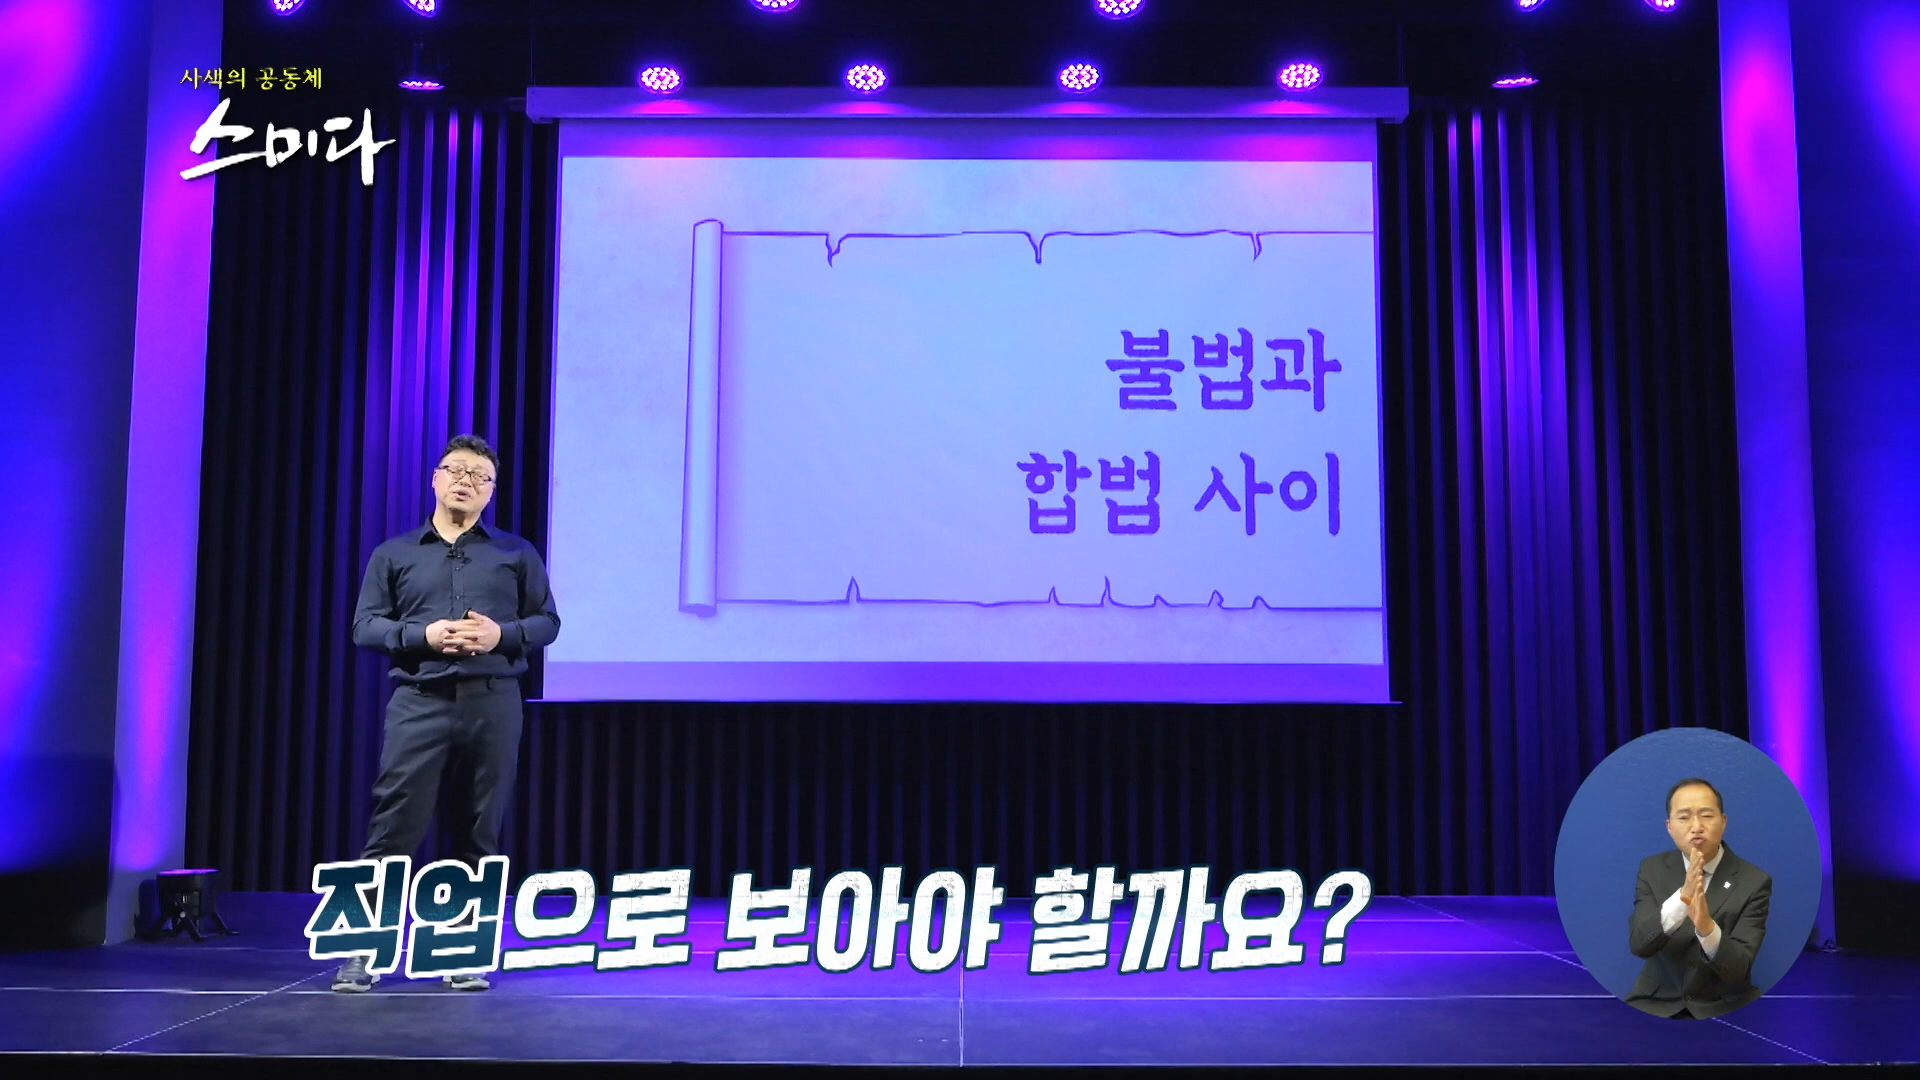 사색의 공동체
스미다
불법과
합법 사이
직업으로 보아야 할까요?